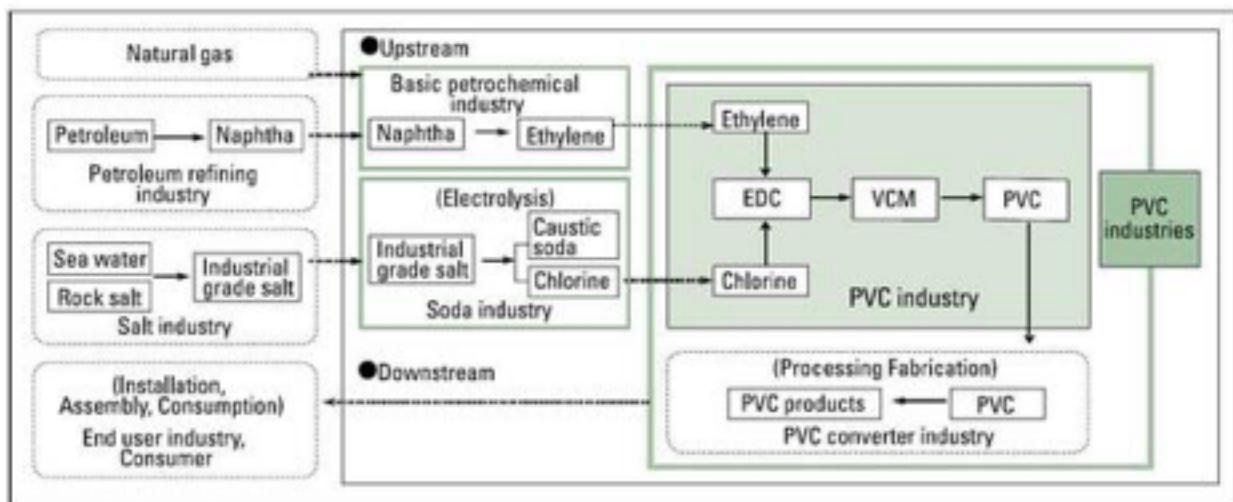 Natural gas
Petroleum
Naphtha
Petroleum refining
industry
Sea water
Rock salt
Industrial
grade salt
Salt industry
(Installation,
Assembly, Consumption)
End user industry,
Consumer
●Upstream
Basic petrochemical
industry
Naphtha
Ethylene
(Electrolysis)
Industrial
grade salt
Caustic
soda
Chlorine
Soda industry
●Downstream
Ethylene
EDC
VCM
PVC
Chlorine
PVC industry
(Processing Fabrication)
PVC products
PVC
PVC converter industry
PVC
industries